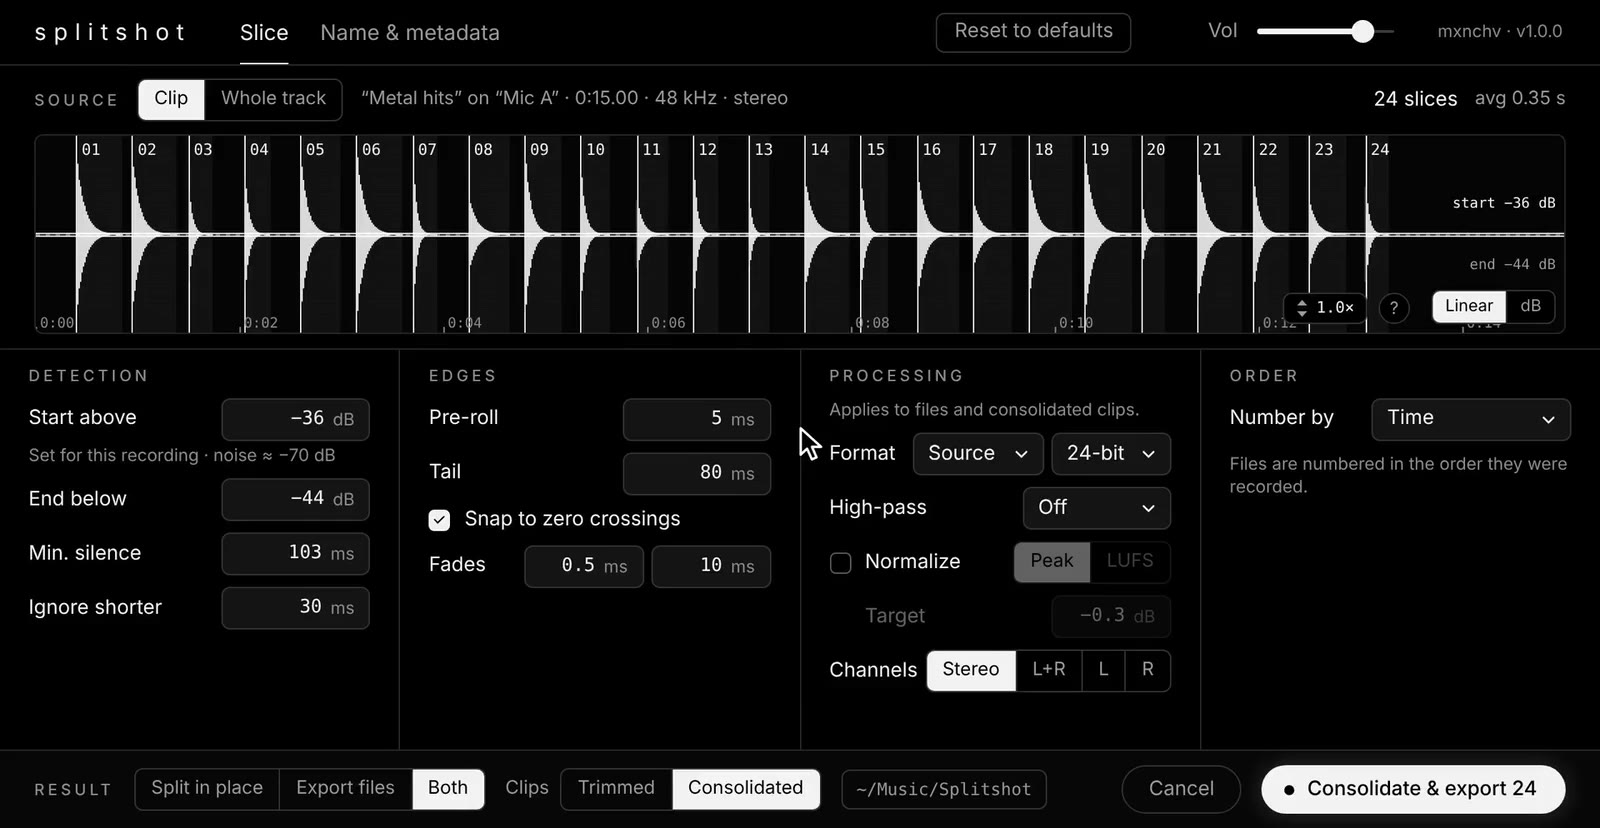 splitshot Slice Name & metadata Reset to defaults Vol mxnchv · v1.0.0
SOURCE Clip Whole track “Metal hits” on “Mic A” · 0:15.00 · 48 kHz · stereo 24 slices avg 0.35 s
01 02 03 04 05 06 07 08 09 10 11 12 13 14 15 16 17 18 19 20 21 22 23 24
start −36 dB
end −44 dB
1.0× ? Linear dB
0:00 0:02 0:04 0:06 0:08 0:10 0:12 0:14
DETECTION
Start above −36 dB
Set for this recording · noise ≈ −70 dB
End below −44 dB
Min. silence 103 ms
Ignore shorter 30 ms
EDGES
Pre-roll 5 ms
Tail 80 ms
Snap to zero crossings
Fades 0.5 ms 10 ms
PROCESSING
Applies to files and consolidated clips.
Format Source 24-bit
High-pass Off
Normalize Peak LUFS
Target −0.3 dB
Channels Stereo L+R L R
ORDER
Number by Time
Files are numbered in the order they were
recorded.
RESULT Split in place Export files Both Clips Trimmed Consolidated ~/Music/Splitshot Cancel Consolidate & export 24